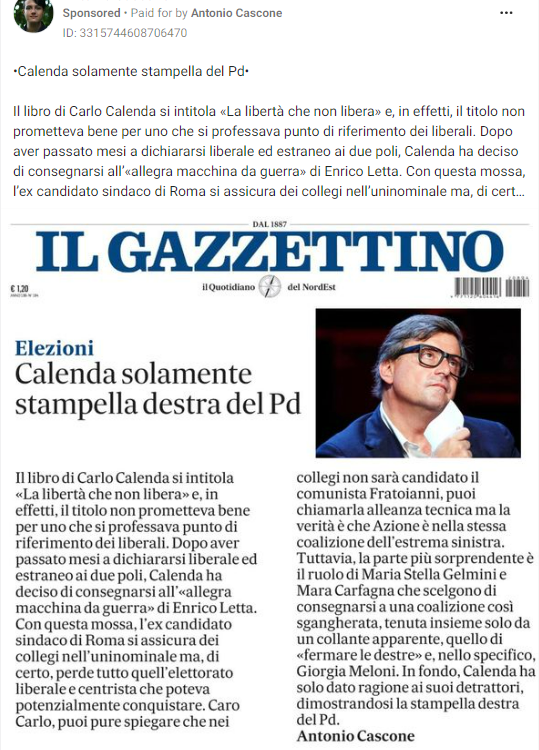 Sponsored • Paid for by Antonio Cascone
ID: 3315744608706470
•Calenda solamente stampella del Pd•
Il libro di Carlo Calenda si intitola «La libertà che non libera» e, in effetti, il titolo non
prometteva bene per uno che si professava punto di riferimento dei liberali. Dopo
aver passato mesi a dichiararsi liberale ed estraneo ai due poli, Calenda ha deciso
di consegnarsi all'«allegra macchina da guerra» di Enrico Letta. Con questa mossa,
l'ex candidato sindaco di Roma si assicura dei collegi nell'uninominale ma, di cert...
DAL 1887
IL GAZZETTINO
€ 1,20
il Quotidiano del NordEst
Elezioni
Calenda solamente
stampella destra del Pd
Il libro di Carlo Calenda si intitola
«La libertà che non libera» e, in
effetti, il titolo non prometteva bene
per uno che si professava punto di
riferimento dei liberali. Dopo aver
passato mesi a dichiararsi liberale ed
estraneo ai due poli, Calenda ha
deciso di consegnarsi all'«allegra
macchina da guerra» di Enrico Letta.
Con questa mossa, l'ex candidato
sindaco di Roma si assicura dei
collegi nell'uninominale ma, di
certo, perde tutto quell'elettorato
liberale e centrista che poteva
potenzialmente conquistare. Caro
Carlo, puoi pure spiegare che nei
collegi non sarà candidato il
comunista Fratoianni, puoi
chiamarla alleanza tecnica ma la
verità è che Azione è nella stessa
coalizione dell'estrema sinistra.
Tuttavia, la parte più sorprendente è
il ruolo di Maria Stella Gelmini e
Mara Carfagna che scelgono di
consegnarsi a una coalizione così
sgangherata, tenuta insieme solo da
un collante apparente, quello di
«fermare le destre» e, nello specifico,
Giorgia Meloni. In fondo, Calenda ha
solo dato ragione ai suoi detrattori,
dimostrandosi la stampella destra
del Pd.
Antonio Cascone